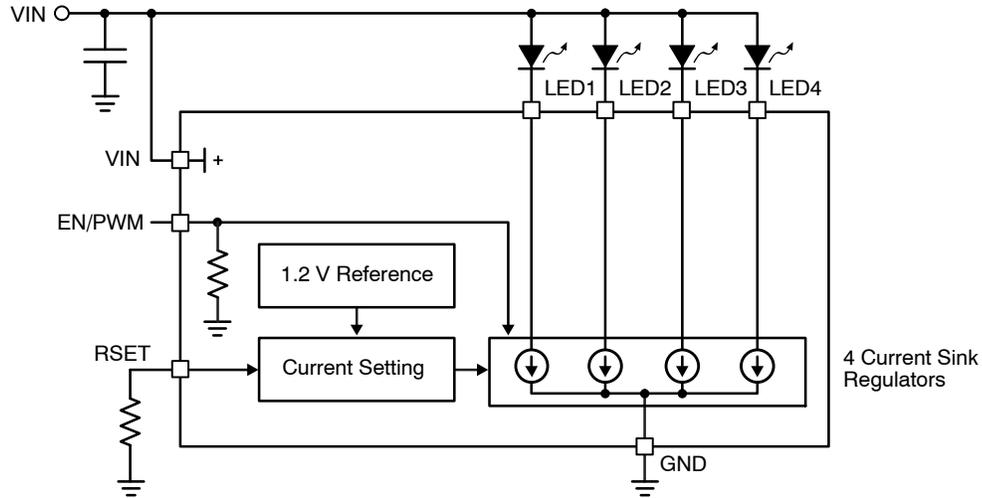 VIN
LED1
LED2
LED3
LED4
VIN
+
EN/PWM
1.2 V Reference
RSET
Current Setting
4 Current Sink
Regulators
GND